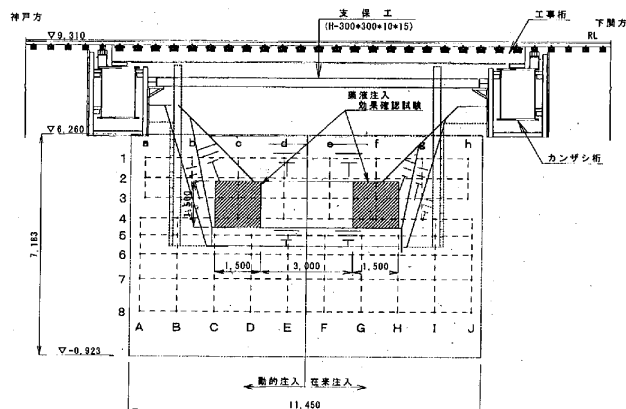 神戸方
支保工
(H-300*300*10*15)
工事桁
下関方
▽9.310
RL
薬液注入
効果確認試験
カンザシ桁
▽6.260
a b c d e f g h
1
2
3
4
5
6
7
8
1,500
7.183
1,500 3,000 1,500
A B C D E F G H I J
▽-0.923
動的注入 在来注入
11.450